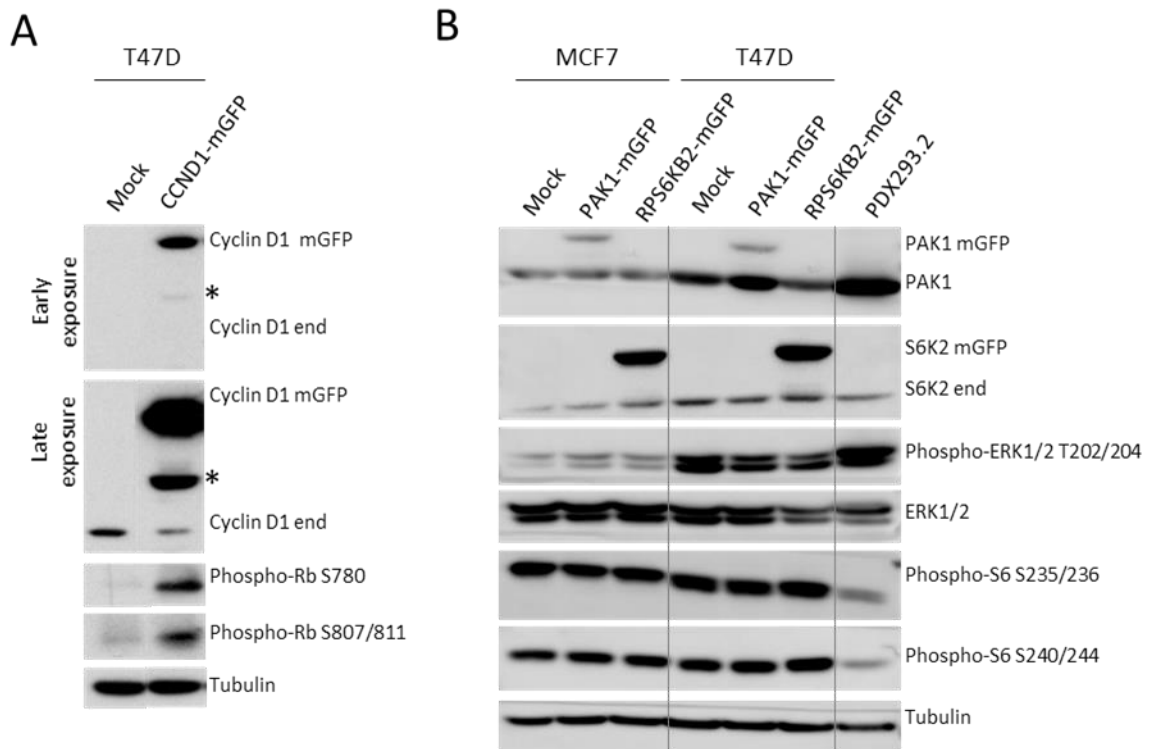 A
T47D
Mock
CCND1-mGFP
Early
exposure
Cyclin D1 mGFP
*
Cyclin D1 end
Late
exposure
Cyclin D1 mGFP
*
Cyclin D1 end
Phospho-Rb S780
Phospho-Rb S807/811
Tubulin
B
MCF7
T47D
Mock
PAK1-mGFP
RPS6KB2-mGFP
Mock
PAK1-mGFP
RPS6KB2-mGFP
PDX293.2
PAK1 mGFP
PAK1
S6K2 mGFP
S6K2 end
Phospho-ERK1/2 T202/204
ERK1/2
Phospho-S6 S235/236
Phospho-S6 S240/244
Tubulin